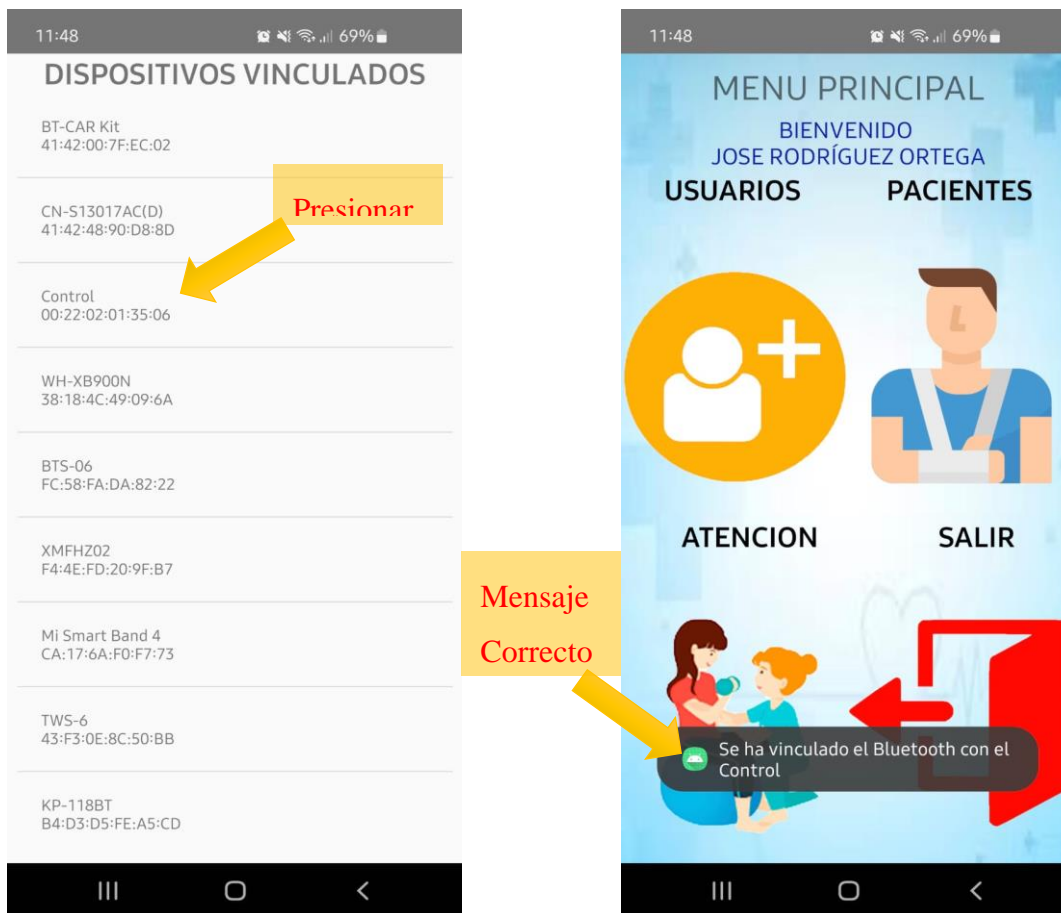 11:48
69%
DISPOSITIVOS VINCULADOS
BT-CAR Kit
41:42:00:7F:EC:02
Presionar
CN-S13017AC(D)
41:42:48:90:D8:8D
Control
00:22:02:01:35:06
WH-XB900N
38:18:4C:49:09:6A
BTS-06
FC:58:FA:DA:82:22
XMFHZ02
F4:4E:FD:20:9F:B7
Mi Smart Band 4
CA:17:6A:F0:F7:73
TWS-6
43:F3:0E:8C:50:BB
KP-118BT
B4:D3:D5:FE:A5:CD
Mensaje
Correcto
11:48
69%
MENU PRINCIPAL
BIENVENIDO
JOSE RODRÍGUEZ ORTEGA
USUARIOS PACIENTES
ATENCION SALIR
Se ha vinculado el Bluetooth con el
Control